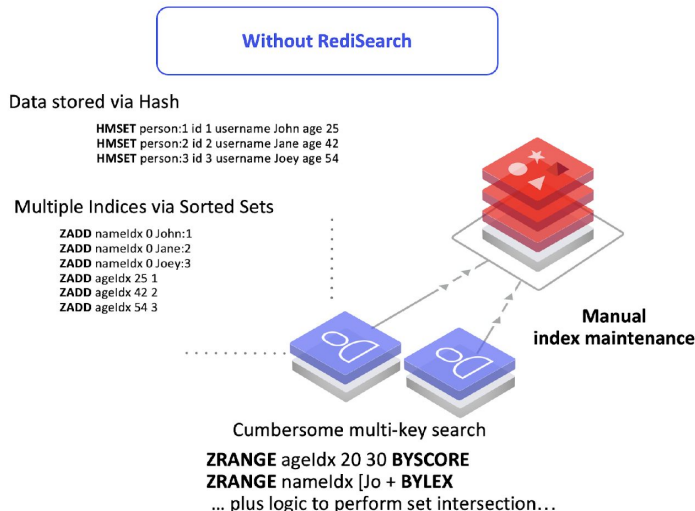 Without RediSearch
Data stored via Hash
HMSET person:1 id 1 username John age 25
HMSET person:2 id 2 username Jane age 42
HMSET person:3 id 3 username Joey age 54
Multiple Indices via Sorted Sets
ZADD nameIdx 0 John:1
ZADD nameIdx 0 Jane:2
ZADD nameIdx 0 Joey:3
ZADD ageIdx 25 1
ZADD ageIdx 42 2
ZADD ageIdx 54 3
Manual
index maintenance
Cumbersome multi-key search
ZRANGE ageIdx 20 30 BYSCORE
ZRANGE nameIdx [Jo + BYLEX
... plus logic to perform set intersection...